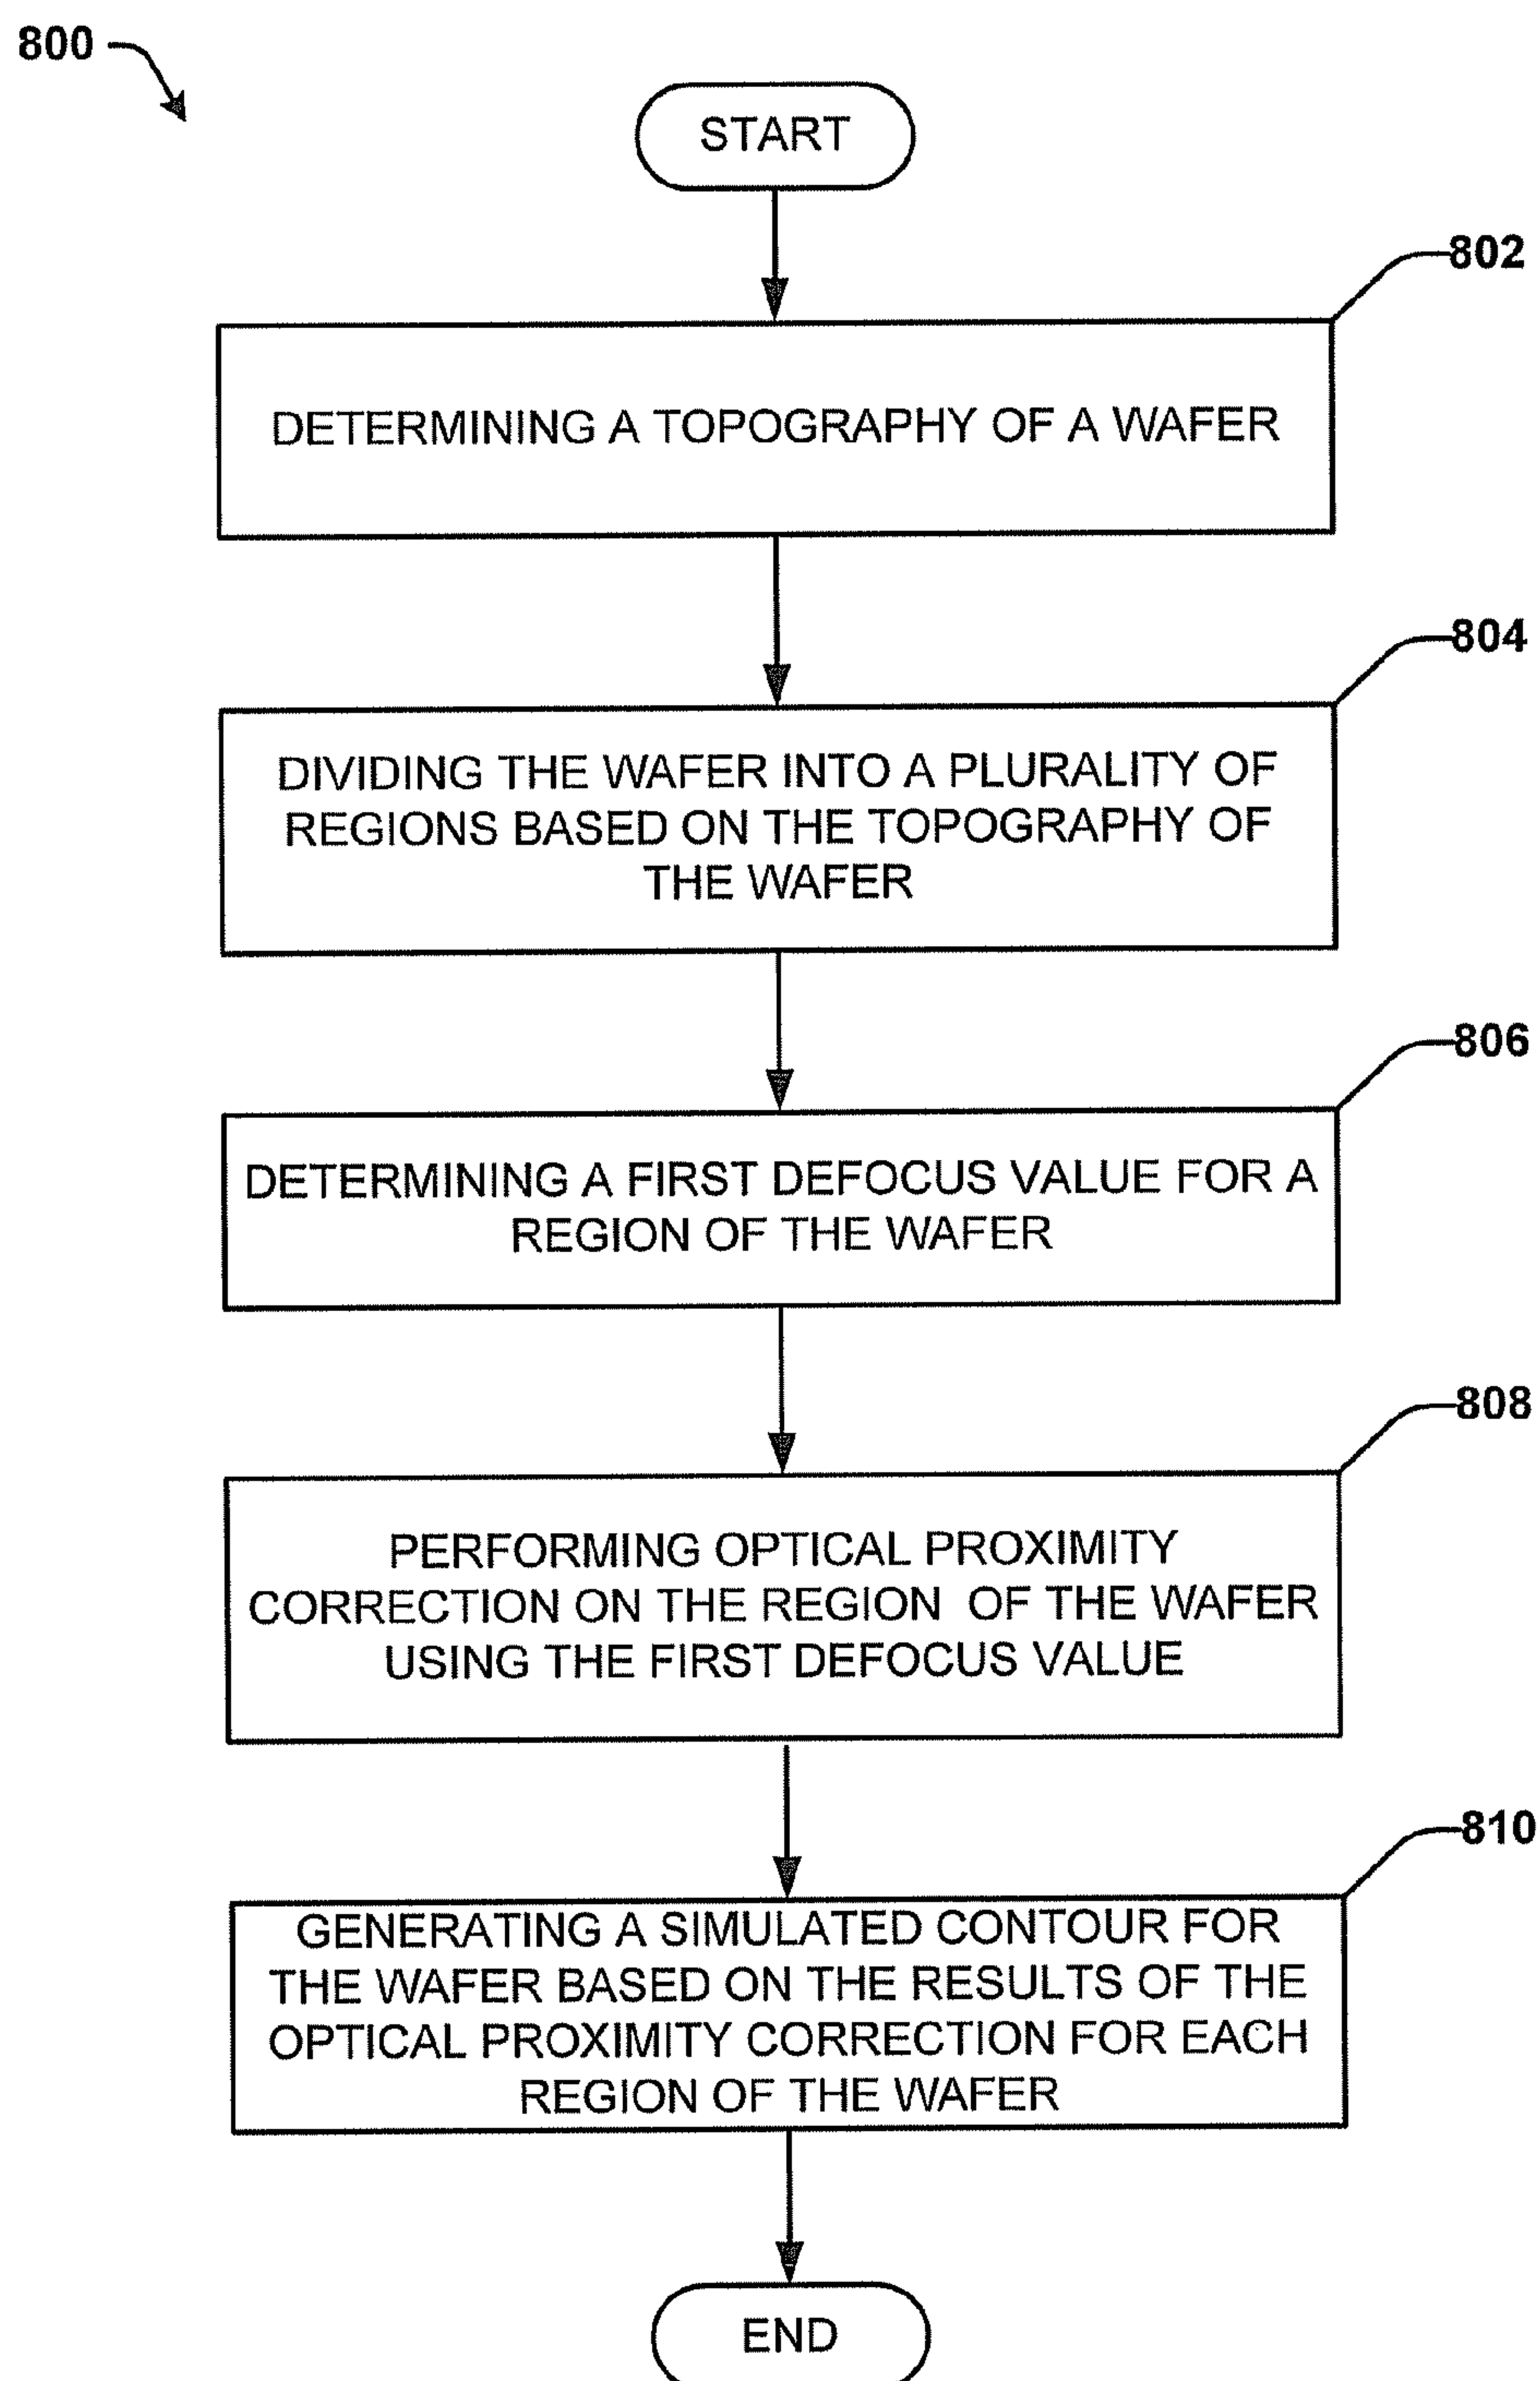 800
START
802
DETERMINING A TOPOGRAPHY OF A WAFER
804
DIVIDING THE WAFER INTO A PLURALITY OF
REGIONS BASED ON THE TOPOGRAPHY OF
THE WAFER
806
DETERMINING A FIRST DEFOCUS VALUE FOR A
REGION OF THE WAFER
808
PERFORMING OPTICAL PROXIMITY
CORRECTION ON THE REGION OF THE WAFER
USING THE FIRST DEFOCUS VALUE
810
GENERATING A SIMULATED CONTOUR FOR
THE WAFER BASED ON THE RESULTS OF THE
OPTICAL PROXIMITY CORRECTION FOR EACH
REGION OF THE WAFER
END